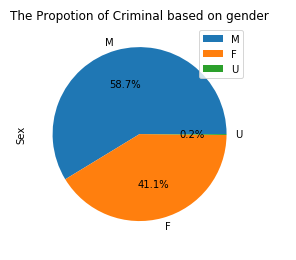 The Propotion of Criminal based on gender
M
M
F
U
58.7%
Sex
0.2%
U
41.1%
F